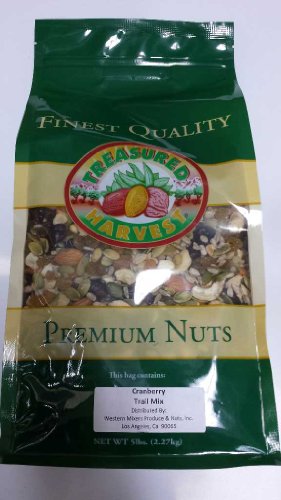 FINEST QUALITY
TREASURED
HARVEST
PREMIUM NUTS
This bag contains:
Cranberry
Trail Mix
Distributed By:
Western Mixers Produce & Nuts, Inc.
Los Angeles, Ca 90065
NET WT 5lbs. (2.27kg)